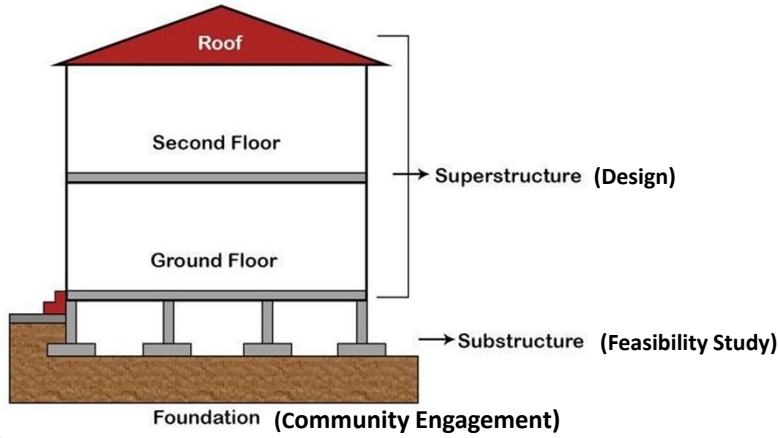 Roof
Second Floor
Superstructure (Design)
Ground Floor
Substructure (Feasibility Study)
Foundation (Community Engagement)